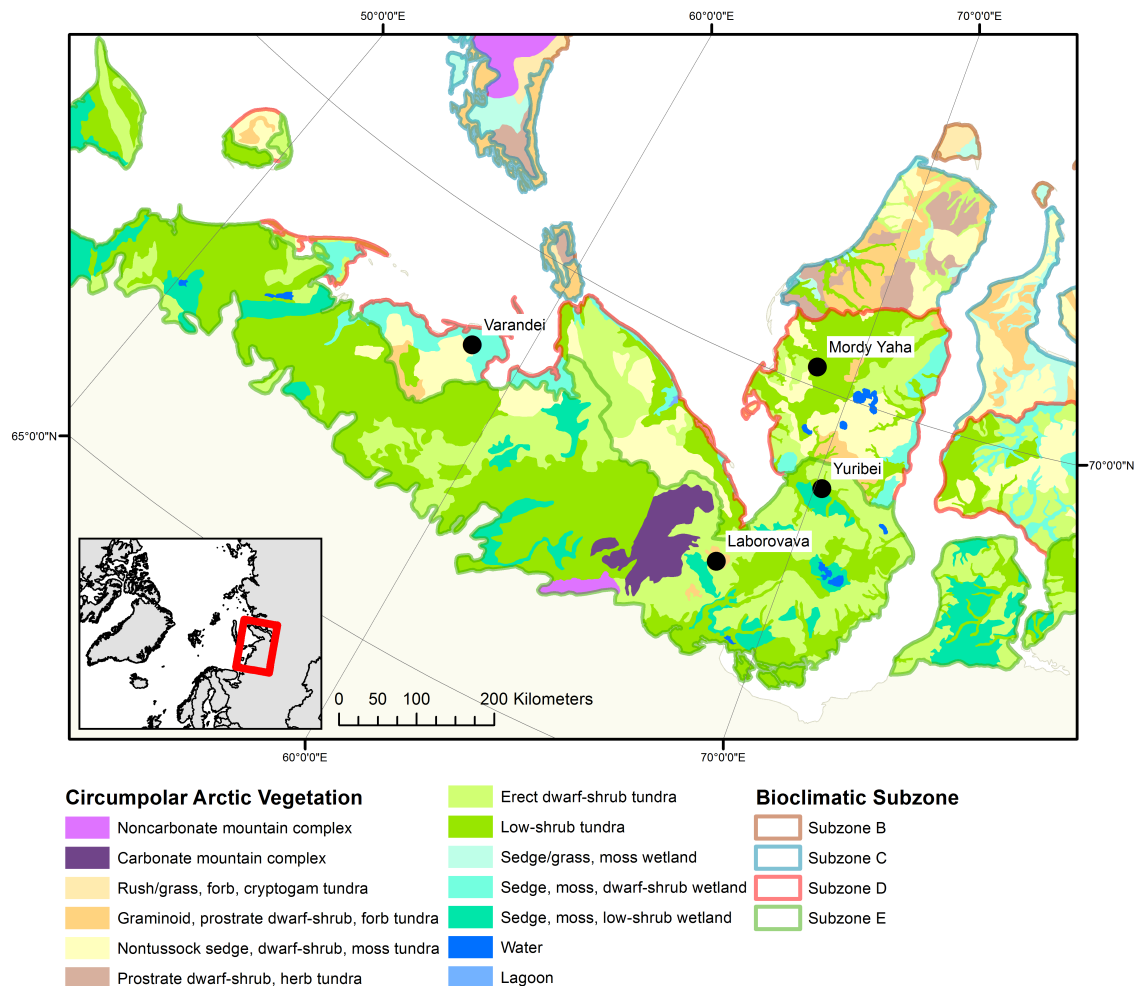 50°0'0"E
60°0'0"E
70°0'0"E
Varandei
Mordy Yaha
65°0'0"N
70°0'0"N
Yuribei
Laborovava
0 50 100 200 Kilometers
60°0'0"E
70°0'0"E
Circumpolar Arctic Vegetation
Noncarbonate mountain complex
Carbonate mountain complex
Rush/grass, forb, cryptogam tundra
Graminoid, prostrate dwarf-shrub, forb tundra
Nontussock sedge, dwarf-shrub, moss tundra
Prostrate dwarf-shrub, herb tundra
Erect dwarf-shrub tundra
Low-shrub tundra
Sedge/grass, moss wetland
Sedge, moss, dwarf-shrub wetland
Sedge, moss, low-shrub wetland
Water
Lagoon
Bioclimatic Subzone
Subzone B
Subzone C
Subzone D
Subzone E